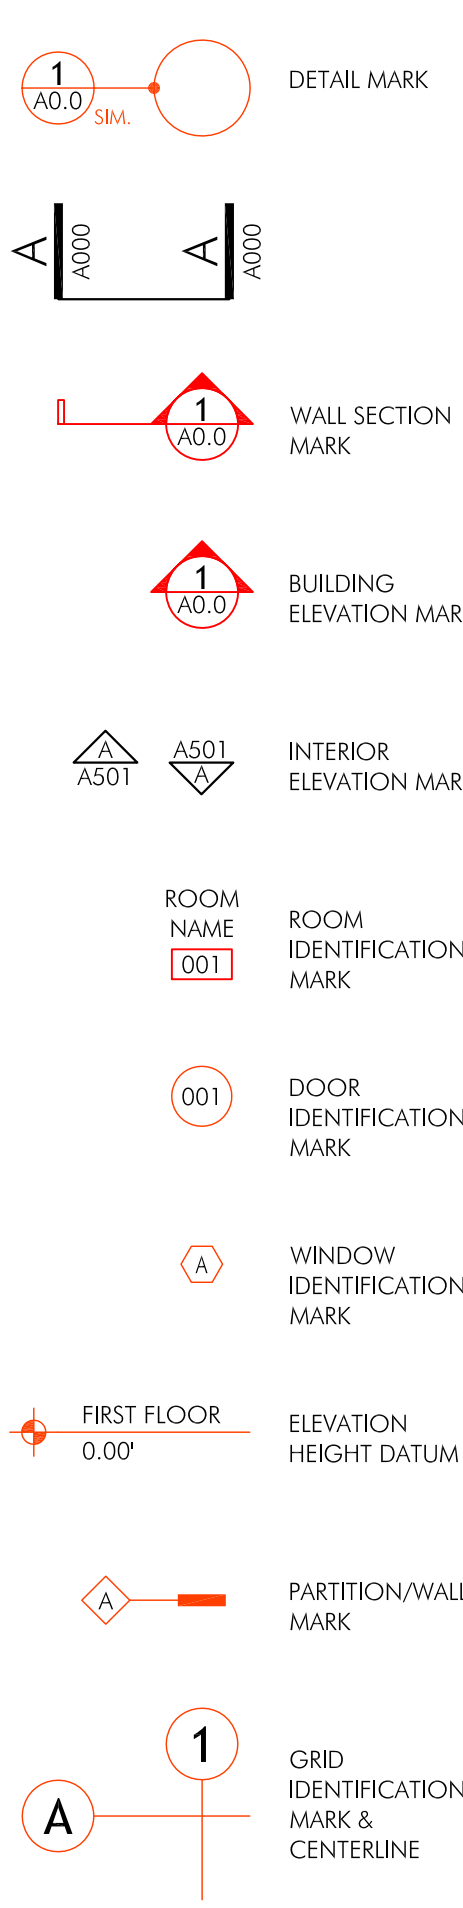 1
A0.0
SIM.
DETAIL MARK
A
A000
A
A000
1
A0.0
WALL SECTION
MARK
1
A0.0
BUILDING
ELEVATION MAR
A
A501
A501
A
INTERIOR
ELEVATION MAR
ROOM
NAME
001
ROOM
IDENTIFICATION
MARK
001
DOOR
IDENTIFICATION
MARK
A
WINDOW
IDENTIFICATION
MARK
FIRST FLOOR
0.00'
ELEVATION
HEIGHT DATUM
A
PARTITION/WALL
MARK
1
A
GRID
IDENTIFICATION
MARK &
CENTERLINE